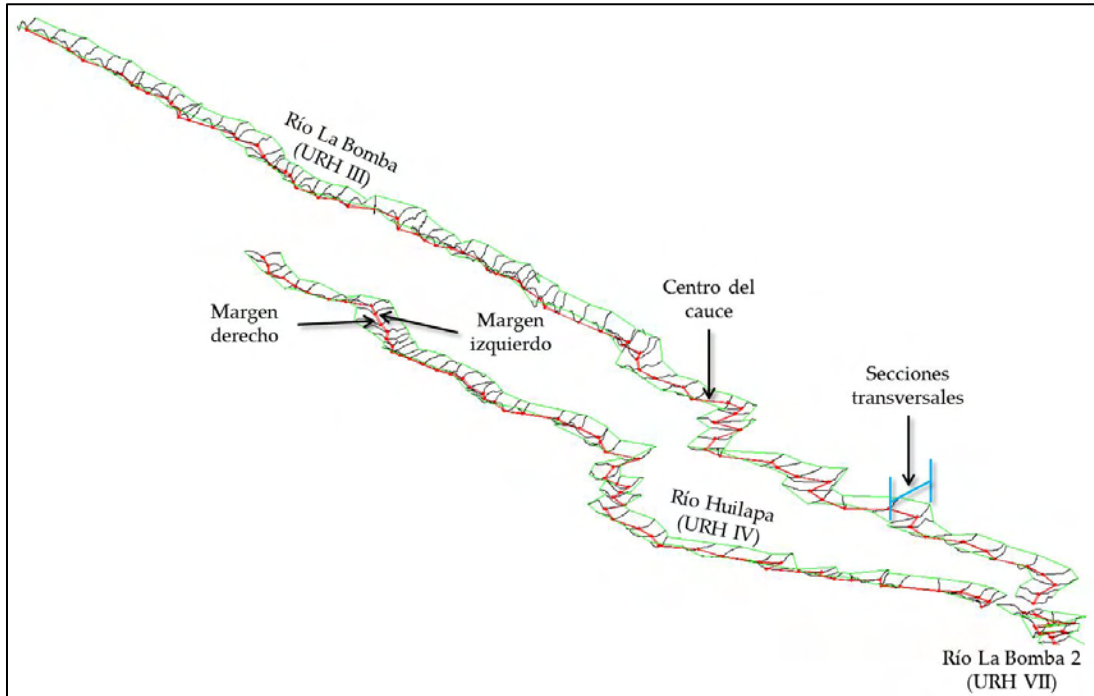 Río La Bomba
(URH III)
Centro del
cauce
Margen
derecho
Margen
izquierdo
Secciones
transversales
Río Huilapa
(URH IV)
Río La Bomba 2
(URH VII)